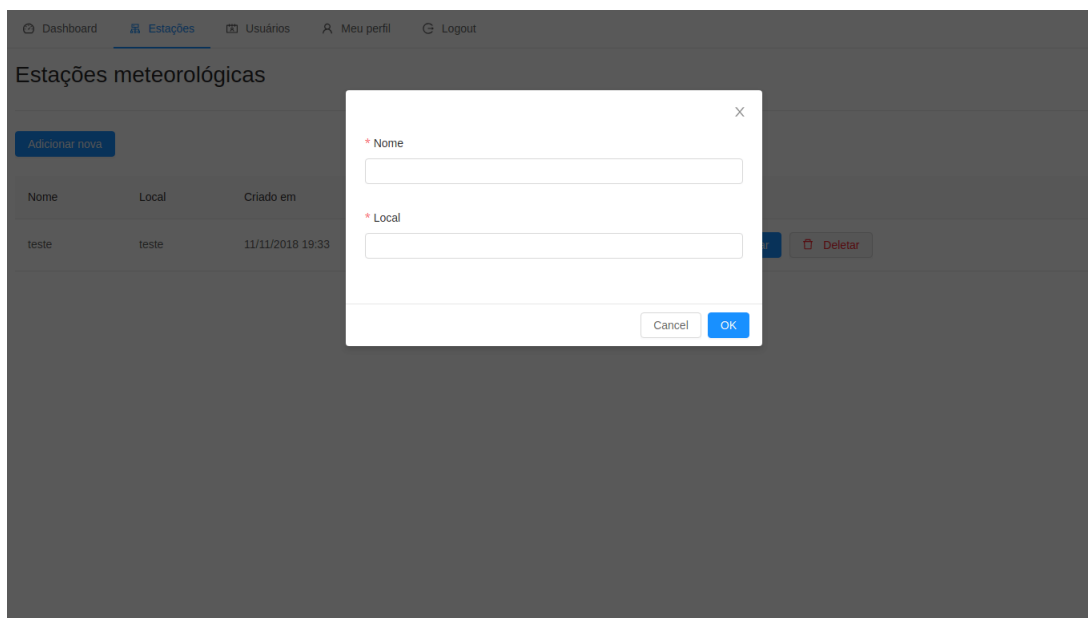 Dashboard Estações Usuários Meu perfil Logout
Estações meteorológicas
Adicionar nova
Nome Local Criado em
teste teste 11/11/2018 19:33 Deletar
* Nome
* Local
Cancel OK